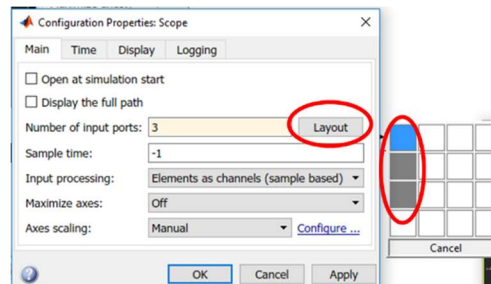 Configuration Properties: Scope
Main Time Display Logging
Open at simulation start
Display the full path
Number of input ports: 3 Layout
Sample time: -1
Input processing: Elements as channels (sample based)
Maximize axes: Off
Axes scaling: Manual Configure ...
OK Cancel Apply
Cancel